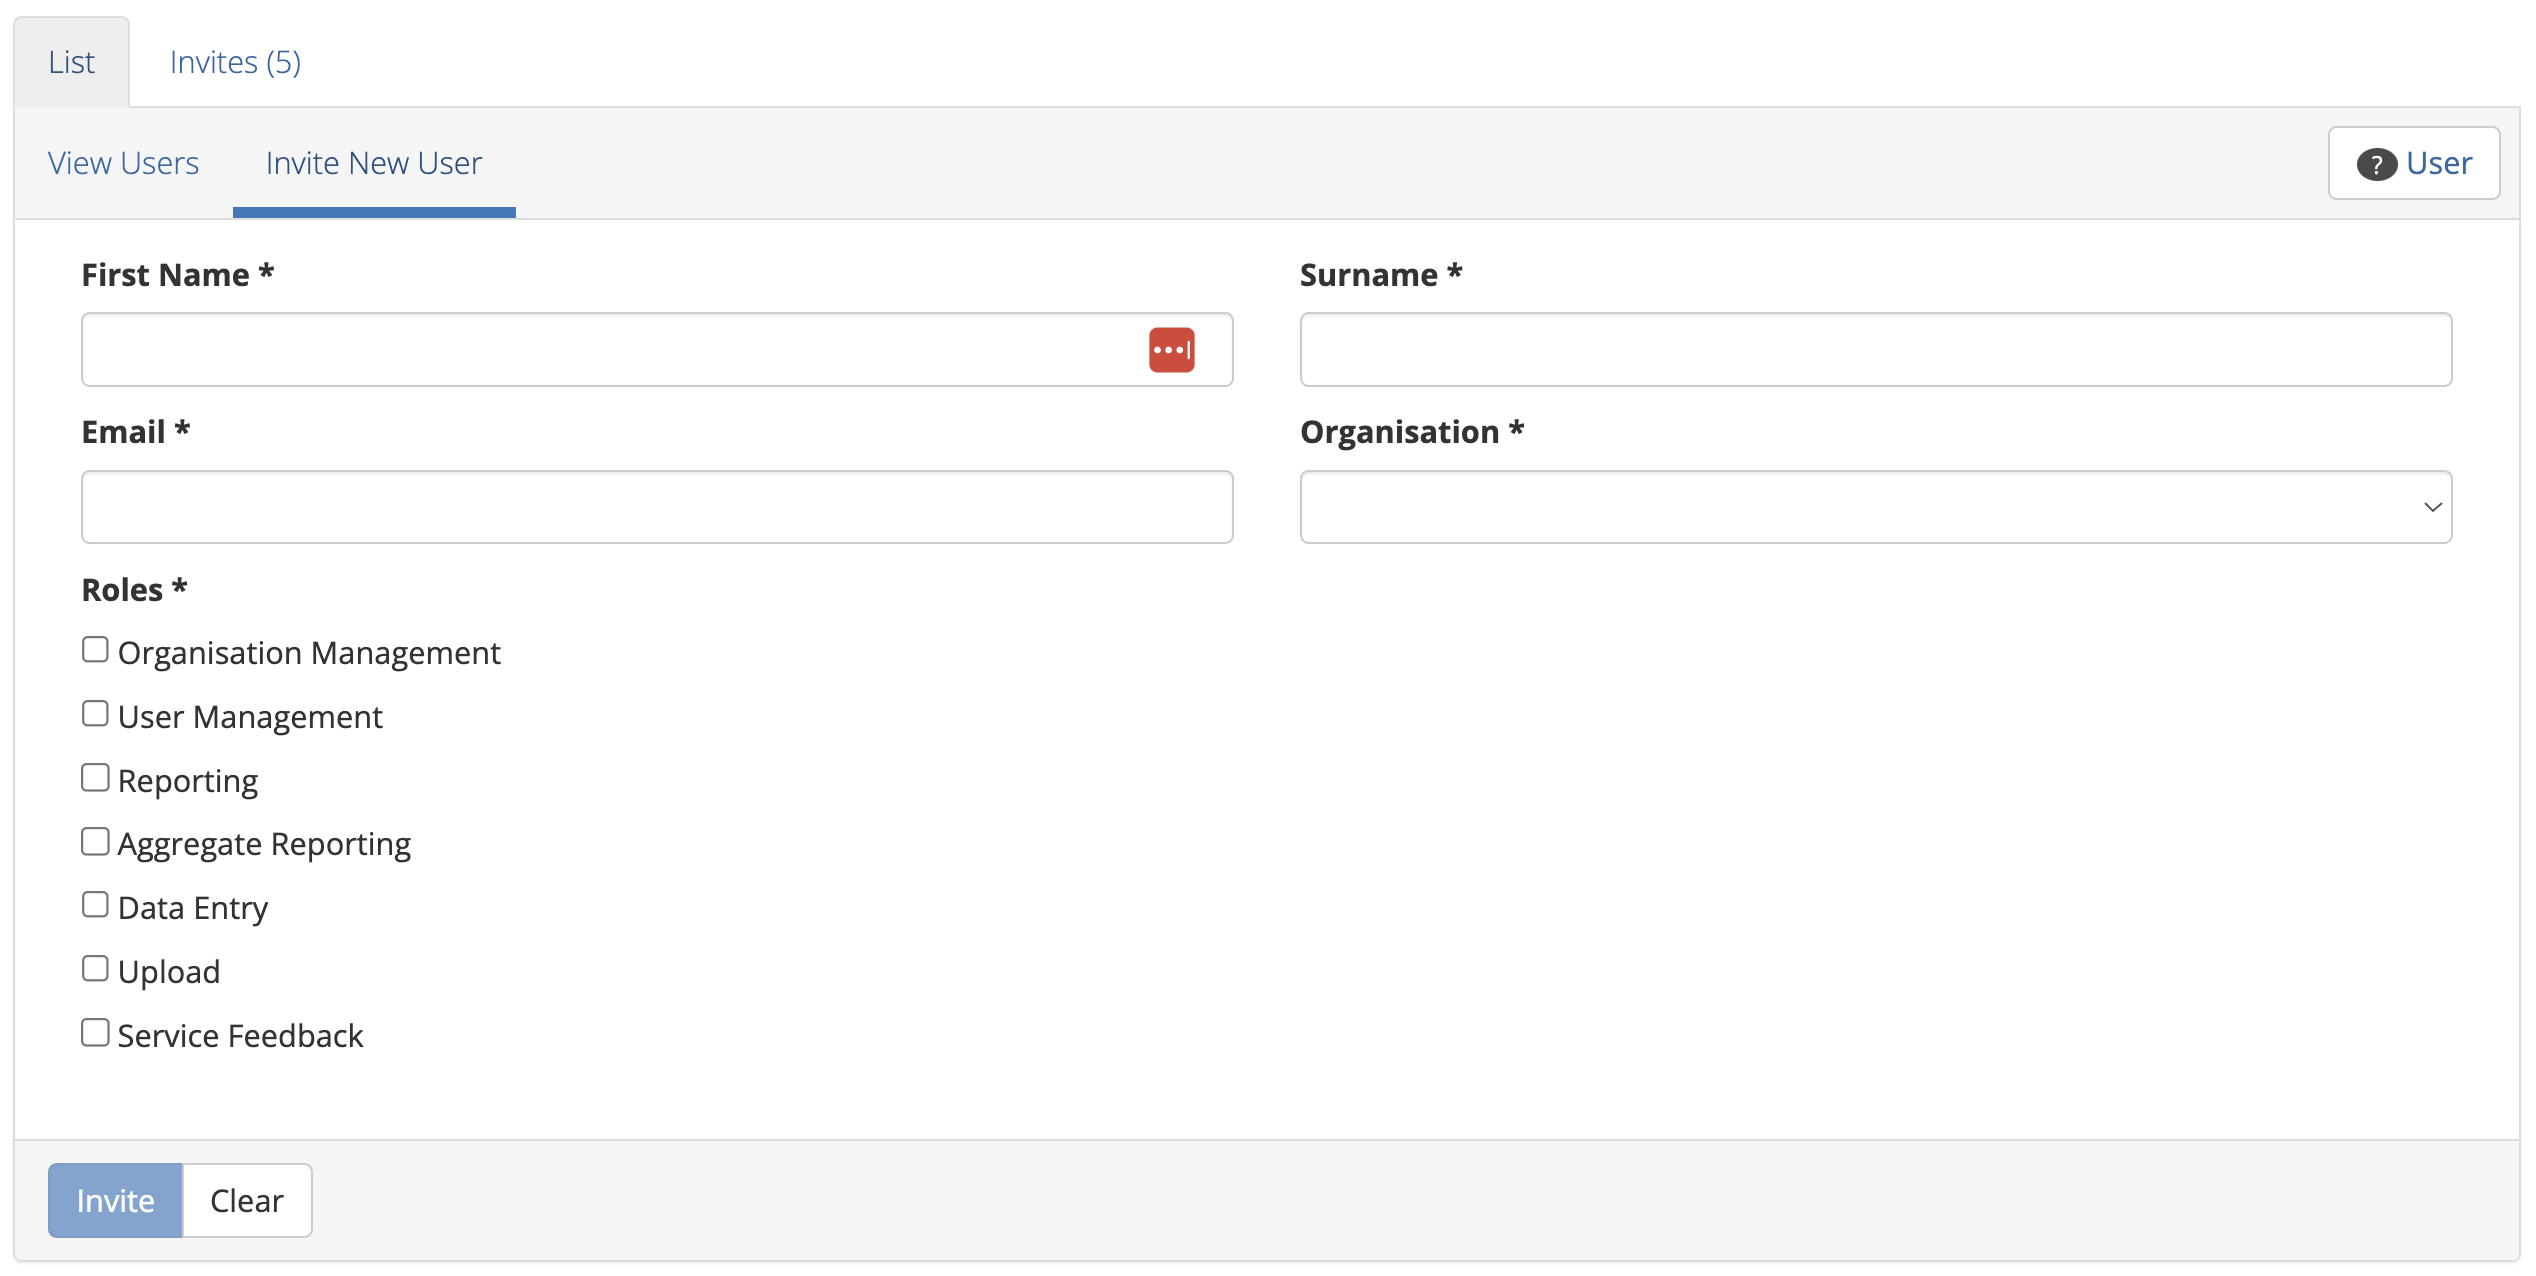 List Invites (5)
View Users Invite New User ? User
First Name * Surname *
Email * Organisation *
Roles *
Organisation Management
User Management
Reporting
Aggregate Reporting
Data Entry
Upload
Service Feedback
Invite Clear